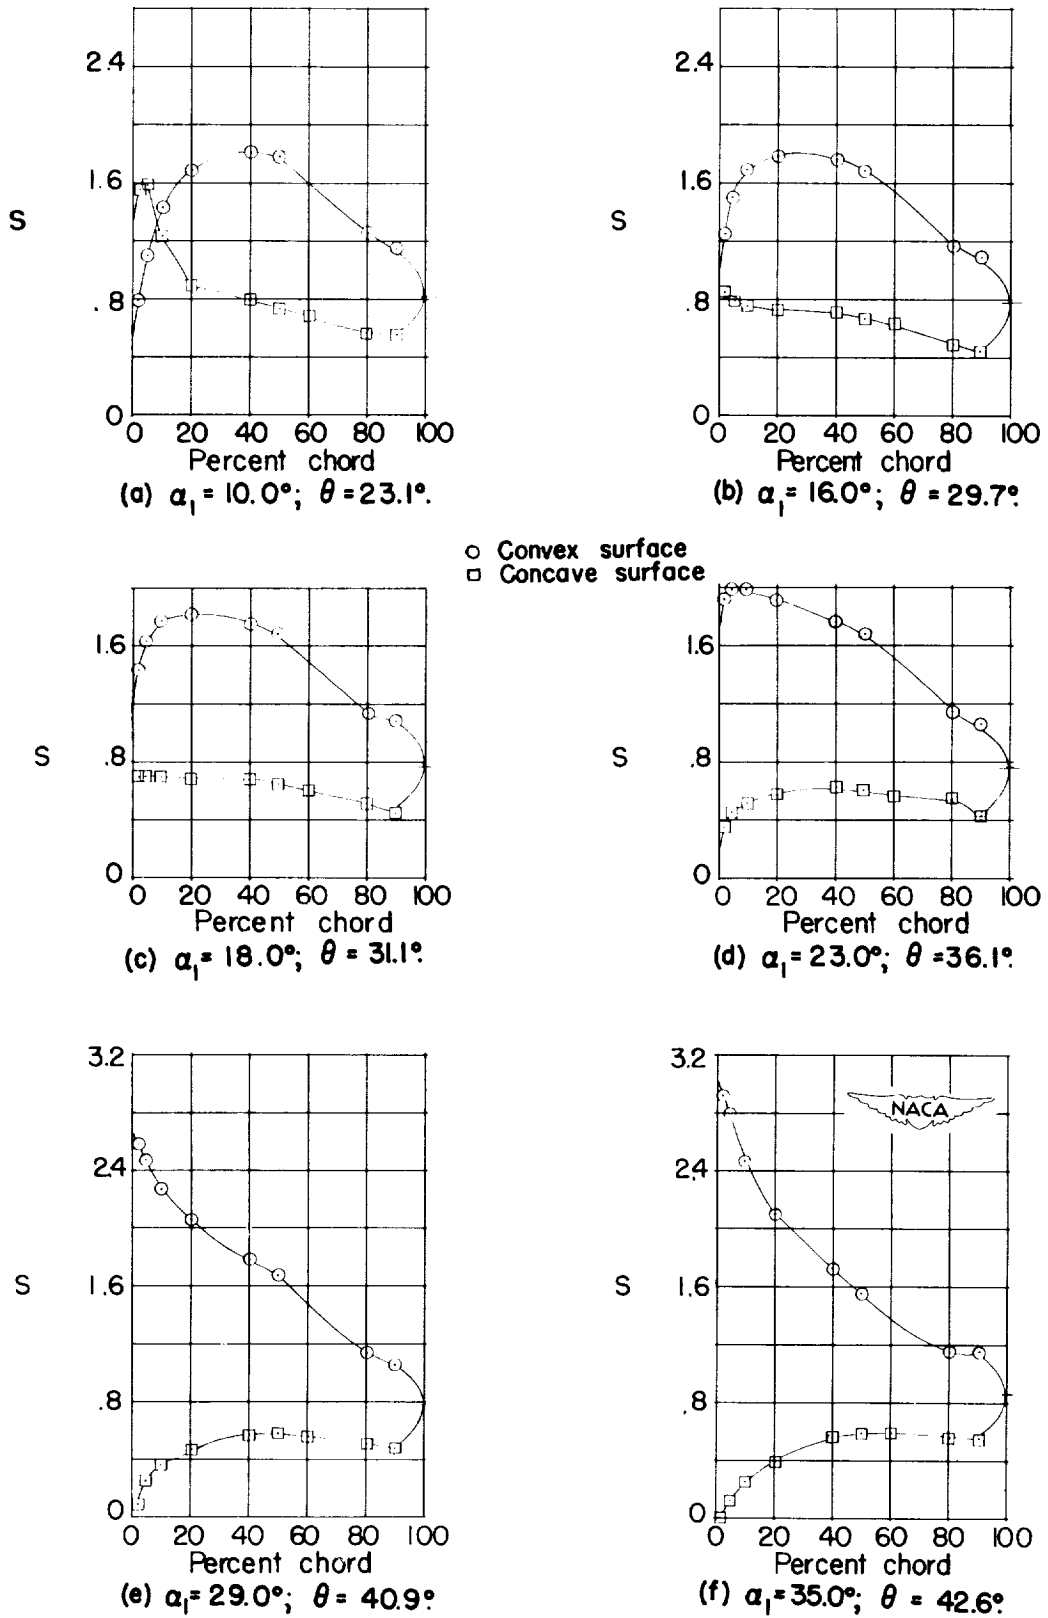 2.4
1.6
S
.8
0
0 20 40 60 80 100
Percent chord
(a) α₁ = 10.0°; θ = 23.1°.
2.4
1.6
S
.8
0
0 20 40 60 80 100
Percent chord
(b) α₁ = 16.0°; θ = 29.7°.
○ Convex surface
□ Concave surface
1.6
S
.8
0
0 20 40 60 80 100
Percent chord
(c) α₁ = 18.0°; θ = 31.1°.
1.6
S
.8
0
0 20 40 60 80 100
Percent chord
(d) α₁ = 23.0°; θ = 36.1°.
3.2
2.4
S
1.6
.8
0
0 20 40 60 80 100
Percent chord
(e) α₁ = 29.0°; θ = 40.9°.
3.2
NACA
2.4
S
1.6
.8
0
0 20 40 60 80 100
Percent chord
(f) α₁ = 35.0°; θ = 42.6°.